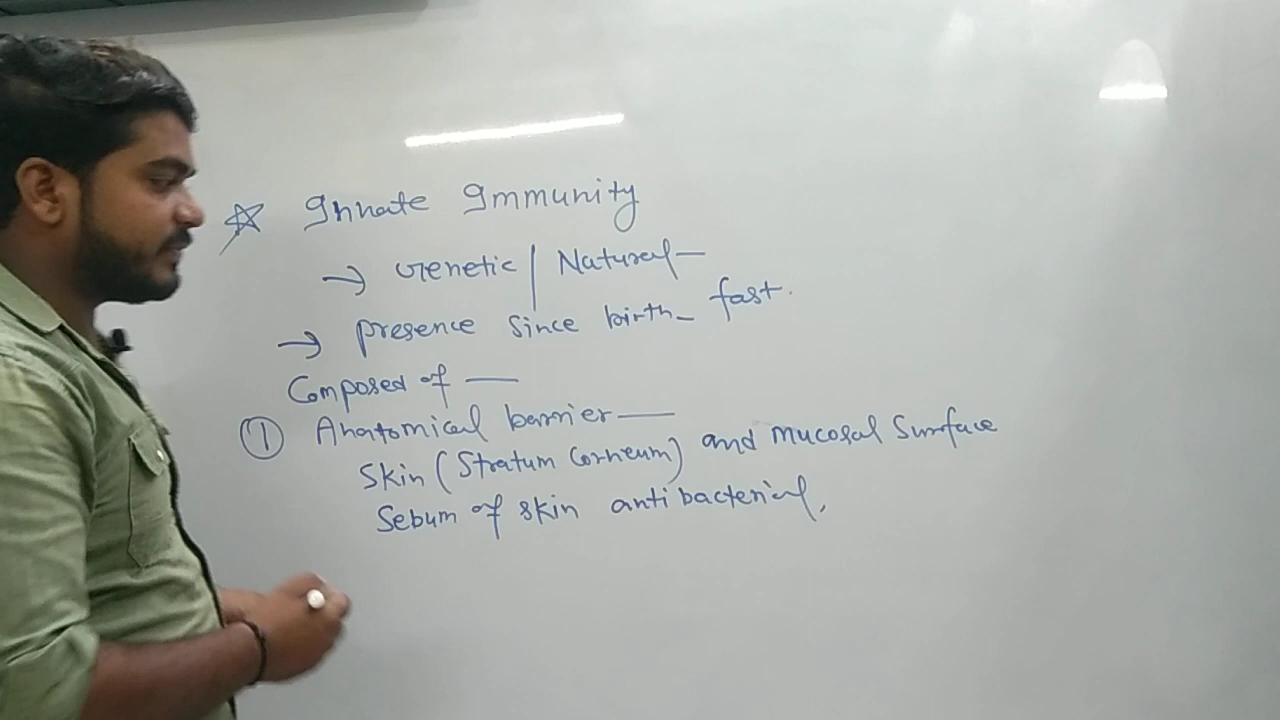 ☆ Innate Immunity
→ Genetic | Natural —
→ presence since birth – fast.
Composed of —
① Anatomical barrier —
Skin (Stratum Corneum) and Mucosal Surface
Sebum of skin antibacterial,